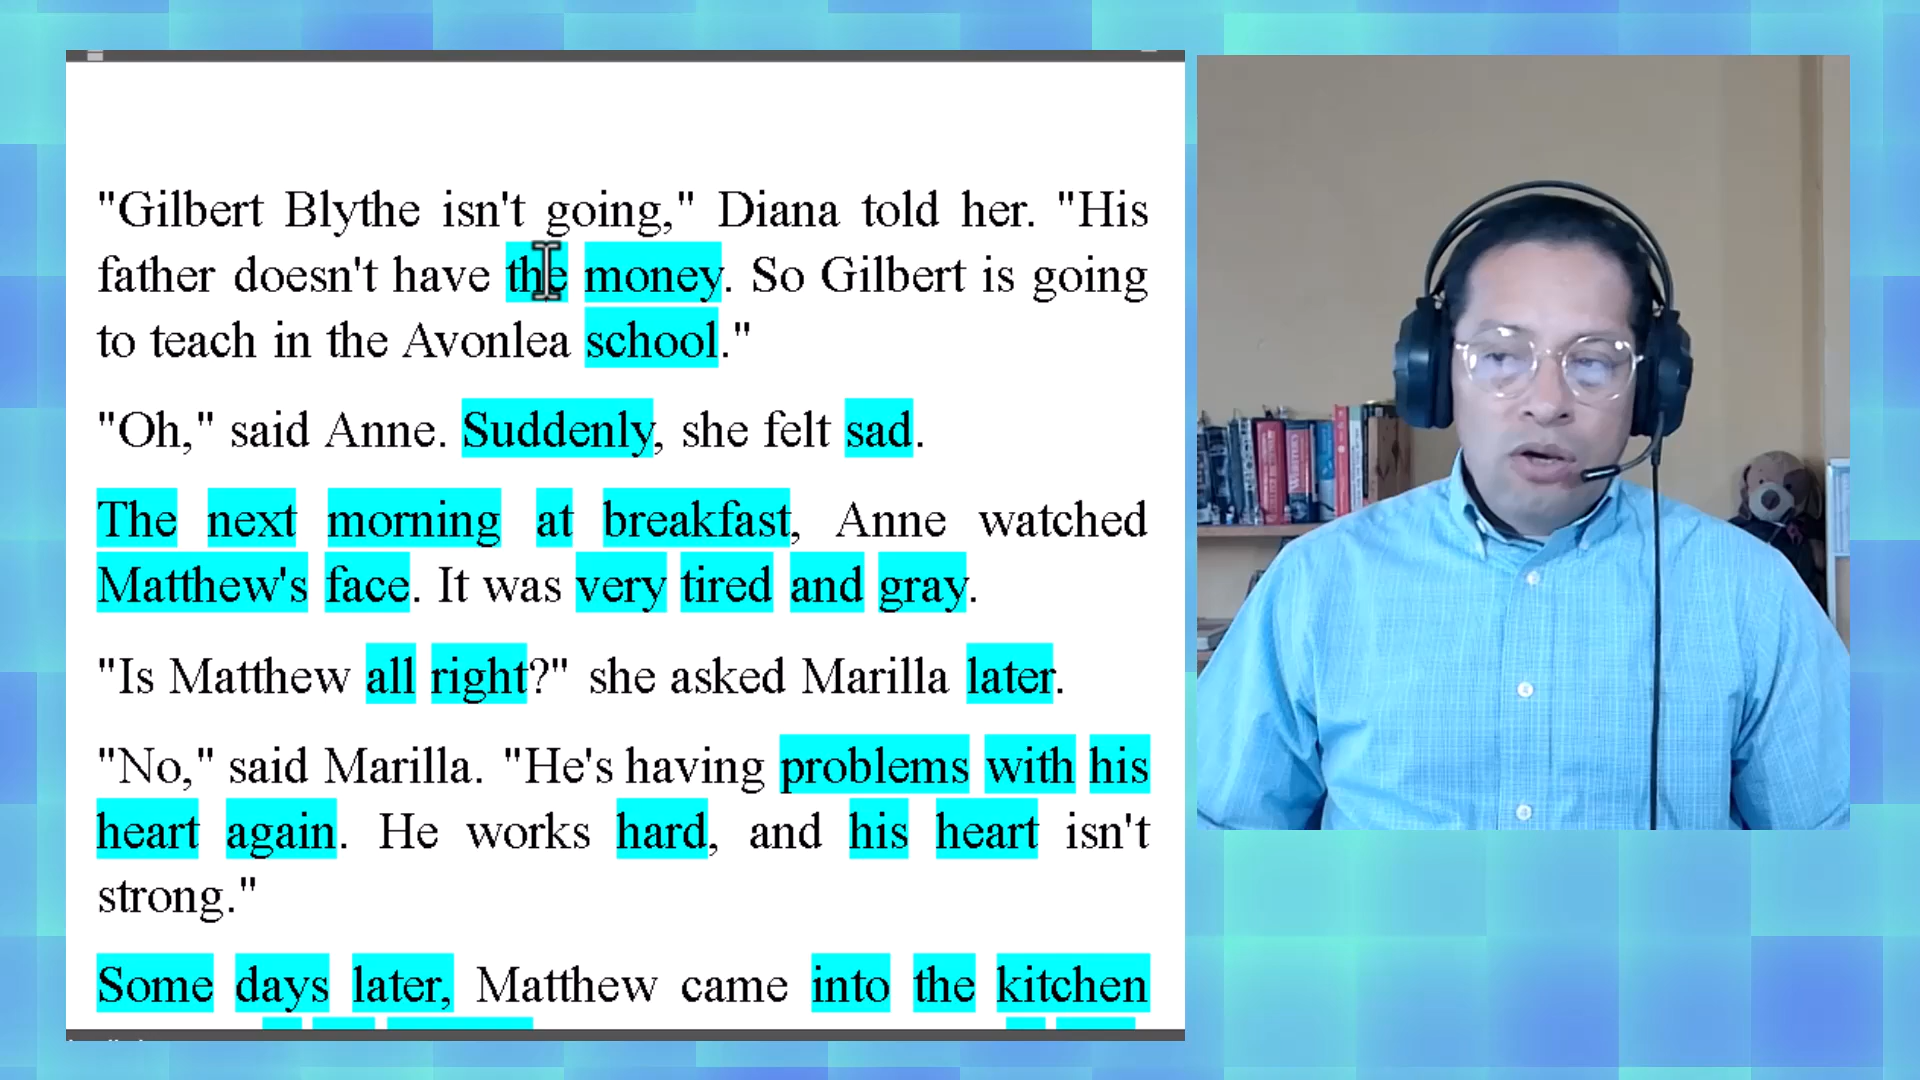 "Gilbert Blythe isn't going," Diana told her. "His
father doesn't have the money. So Gilbert is going
to teach in the Avonlea school."
"Oh," said Anne. Suddenly, she felt sad.
The next morning at breakfast, Anne watched
Matthew's face. It was very tired and gray.
"Is Matthew all right?" she asked Marilla later.
"No," said Marilla. "He's having problems with his
heart again. He works hard, and his heart isn't
strong."
Some days later, Matthew came into the kitchen